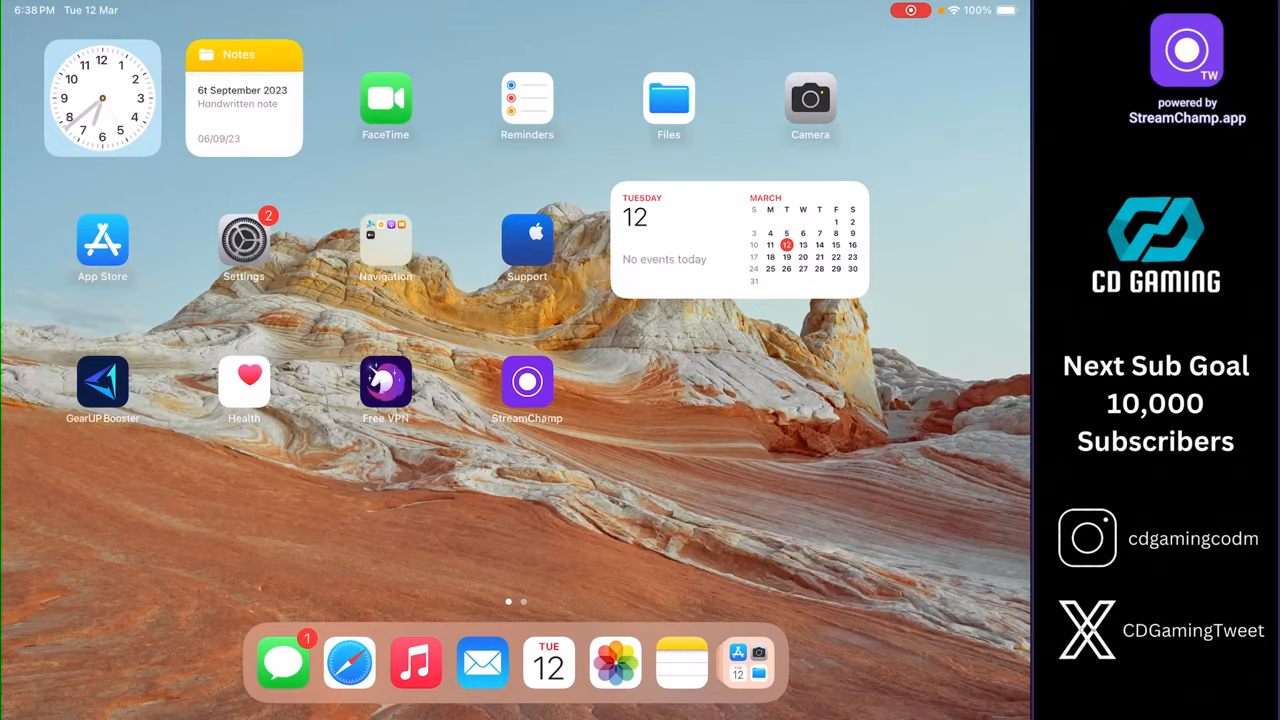 6:38 PM Tue 12 Mar
100%
12
1
2
3
4
5
6
7
8
9
10
11
Notes
6t September 2023
Handwritten note
06/09/23
FaceTime
Reminders
Files
Camera
App Store
2
Settings
Navigation
Support
TUESDAY
12
No events today
MARCH
S M T W T F S
1 2
3 4 5 6 7 8 9
10 11 12 13 14 15 16
17 18 19 20 21 22 23
24 25 26 27 28 29 30
31
GearUP Booster
Health
Free VPN
StreamChamp
1
TUE
12
TUE
12
TW
powered by
StreamChamp.app
CD GAMING
Next Sub Goal
10,000
Subscribers
cdgamingcodm
CDGamingTweet